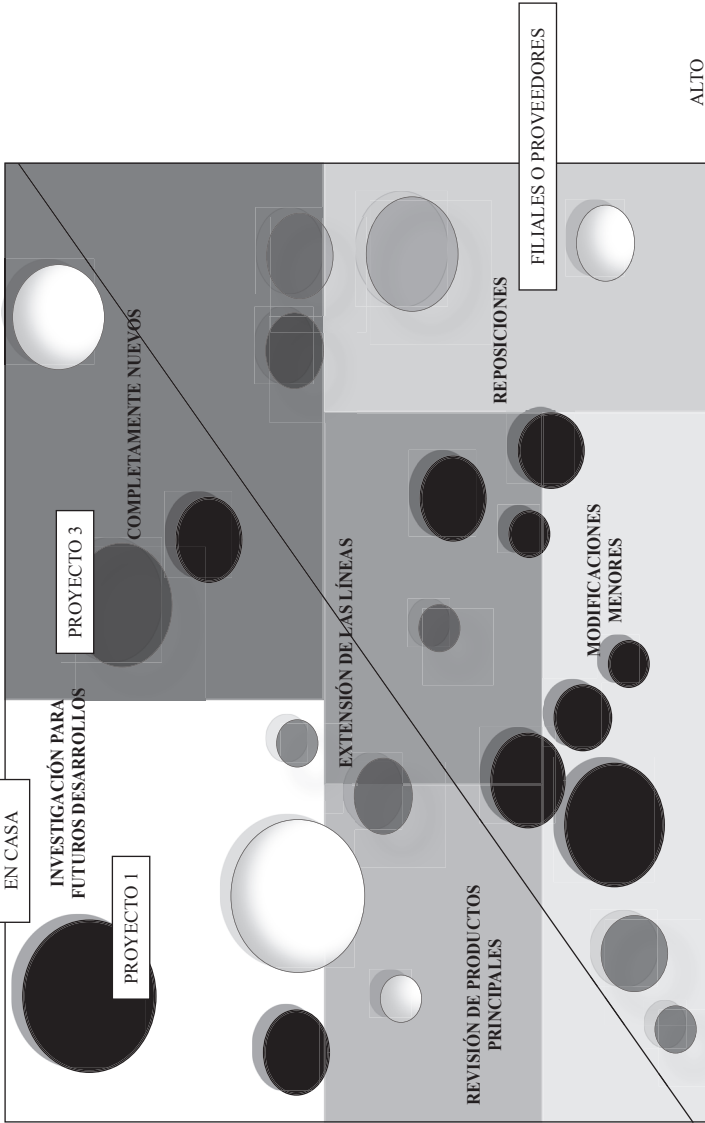 EN CASA
INVESTIGACIÓN PARA
FUTUROS DESARROLLOS
PROYECTO 1
PROYECTO 3
COMPLETAMENTE NUEVOS
EXTENSIÓN DE LAS LÍNEAS
REVISIÓN DE PRODUCTOS
PRINCIPALES
REPOSICIONES
MODIFICACIONES
MENORES
FILIALES O PROVEEDORES
ALTO